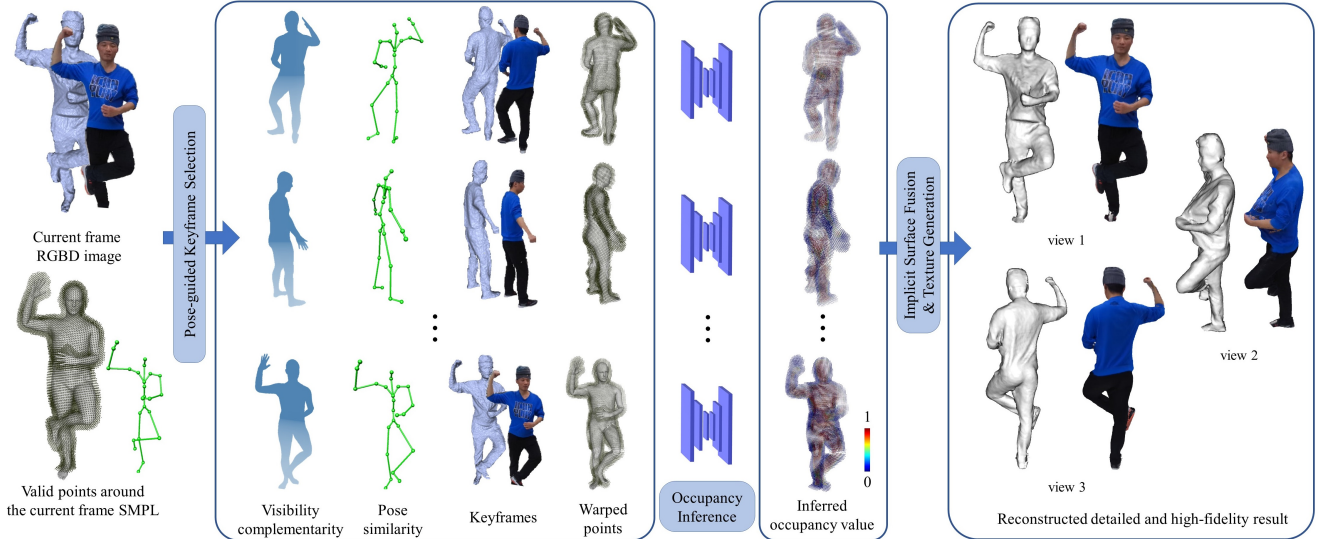 Current frame
RGBD image
Valid points around
the current frame SMPL
Pose-guided Keyframe Selection
Visibility
complementarity
Pose
similarity
Keyframes
Warped
points
Occupancy
Inference
1
0
Inferred
occupancy value
Implicit Surface Fusion
& Texture Generation
view 1
view 2
view 3
Reconstructed detailed and high-fidelity result